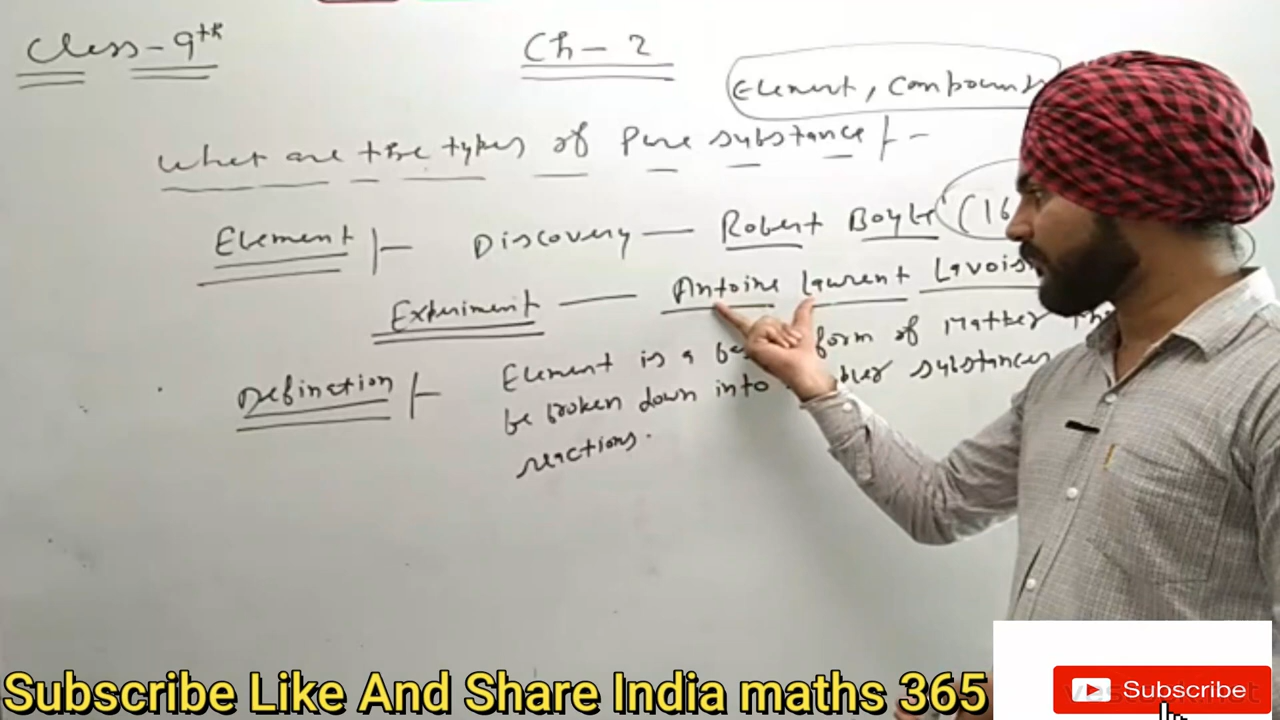 Class - 9th
Ch - 2
Element, Compound
What are the types of Pure substance
Element :- Discovery — Robert Boyle (16
Experiment — Antoine Laurent Lavois
Defination :- Element is a form of Matter
be broken down into substances
reactions.
Subscribe Like And Share India maths 365
Subscribe